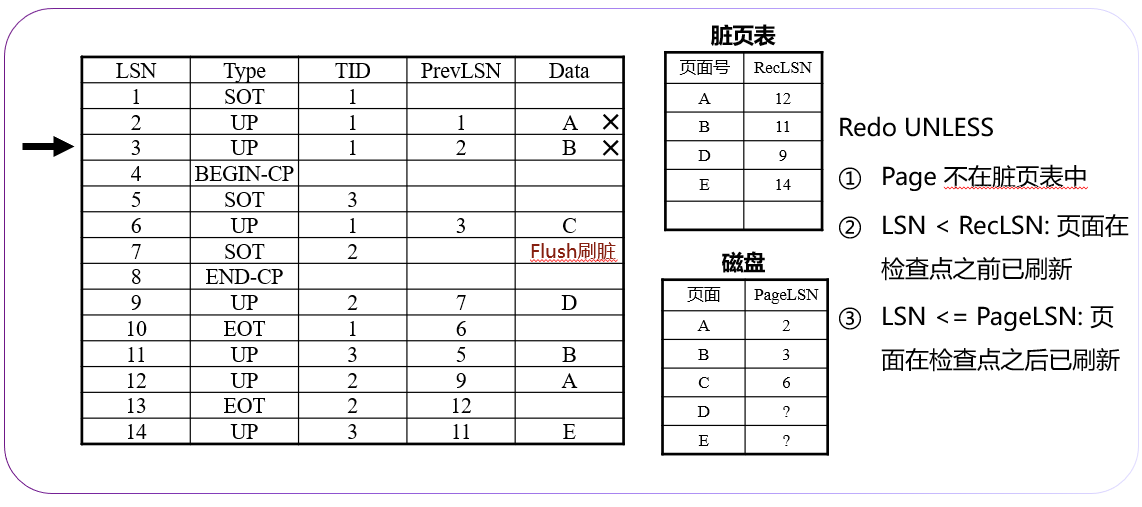 LSN Type TID PrevLSN Data
1 SOT 1
2 UP 1 1 A ×
3 UP 1 2 B ×
4 BEGIN-CP
5 SOT 3
6 UP 1 3 C
7 SOT 2 Flush刷脏
8 END-CP
9 UP 2 7 D
10 EOT 1 6
11 UP 3 5 B
12 UP 2 9 A
13 EOT 2 12
14 UP 3 11 E
脏页表
页面号 RecLSN
A 12
B 11
D 9
E 14
磁盘
页面 PageLSN
A 2
B 3
C 6
D ?
E ?
Redo UNLESS
① Page 不在脏页表中
② LSN < RecLSN: 页面在
检查点之前已刷新
③ LSN <= PageLSN: 页
面在检查点之后已刷新